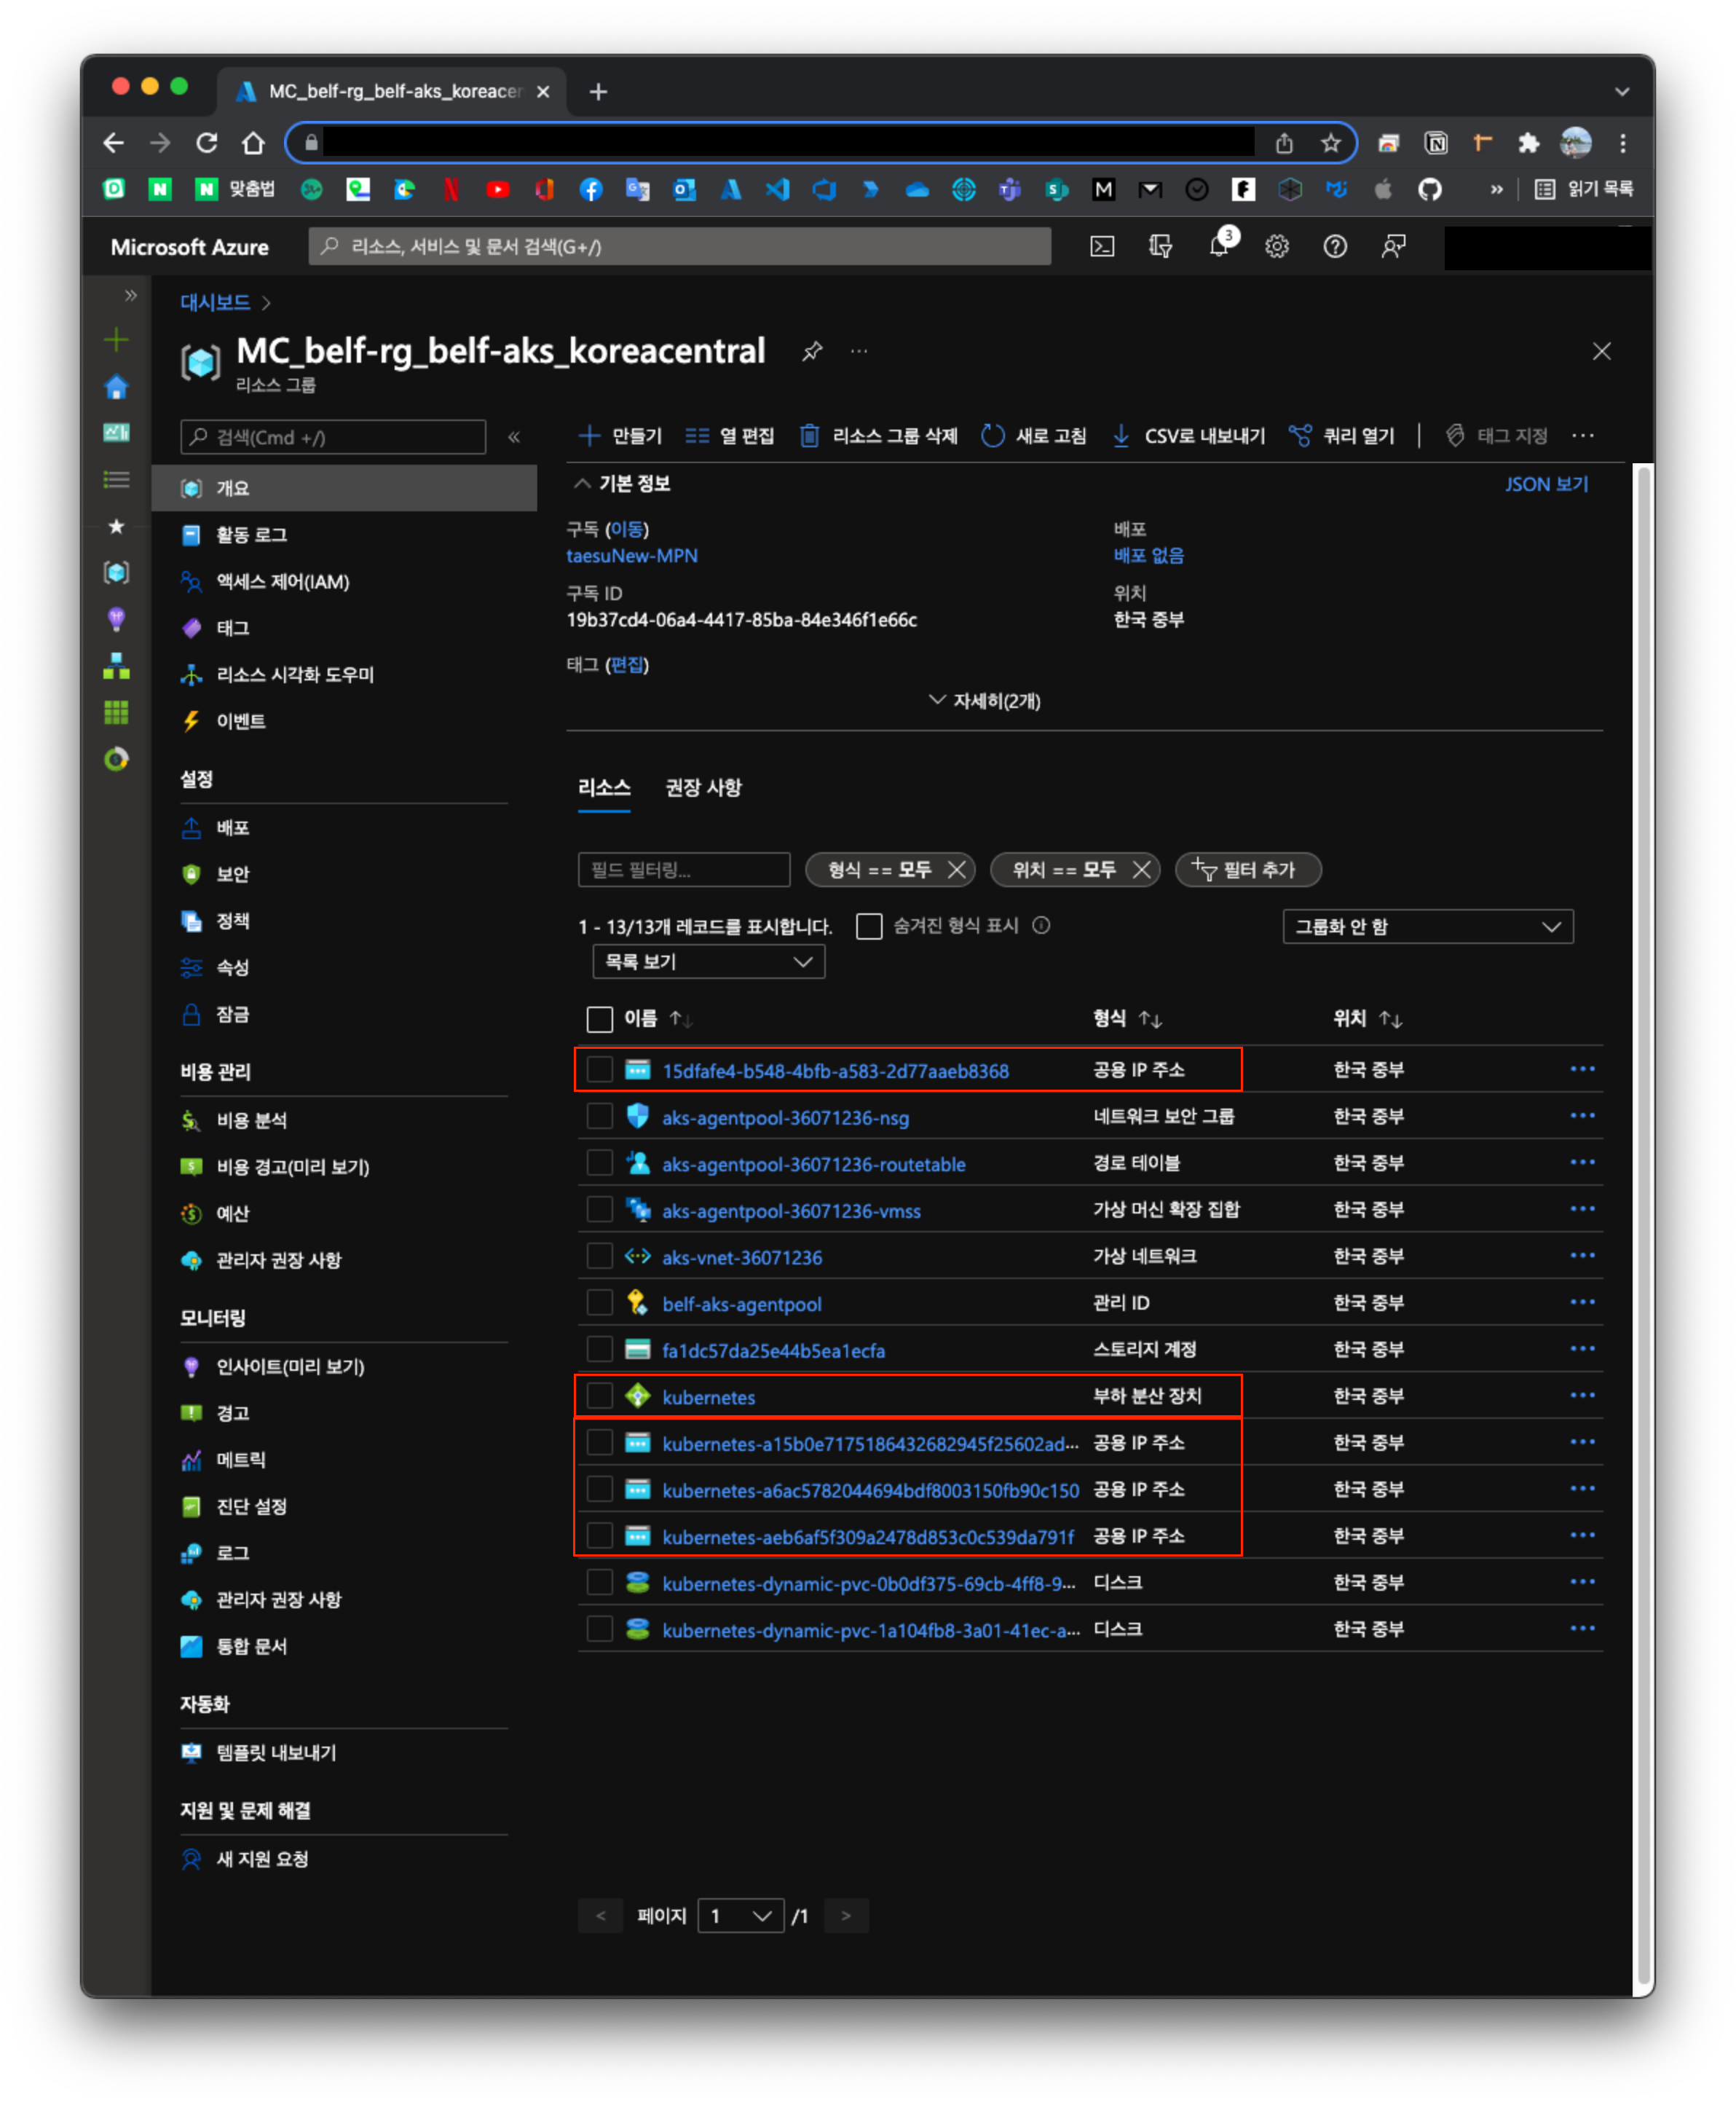 MC_belf-rg_belf-aks_koreacen
맞춤법
읽기 목록
Microsoft Azure
리소스, 서비스 및 문서 검색(G+/)
3
대시보드
MC_belf-rg_belf-aks_koreacentral
리소스 그룹
검색(Cmd +/)
만들기 열 편집 리소스 그룹 삭제 새로 고침 CSV로 내보내기 쿼리 열기 태그 지정
개요
활동 로그
액세스 제어(IAM)
태그
리소스 시각화 도우미
이벤트
설정
배포
보안
정책
속성
잠금
비용 관리
비용 분석
비용 경고(미리 보기)
예산
관리자 권장 사항
모니터링
인사이트(미리 보기)
경고
메트릭
진단 설정
로그
관리자 권장 사항
통합 문서
자동화
템플릿 내보내기
지원 및 문제 해결
새 지원 요청
기본 정보 JSON 보기
구독 (이동) 배포
taesuNew-MPN 배포 없음
구독 ID 위치
19b37cd4-06a4-4417-85ba-84e346f1e66c 한국 중부
태그 (편집)
자세히(2개)
리소스 권장 사항
필드 필터링... 형식 == 모두 위치 == 모두 필터 추가
1 - 13/13개 레코드를 표시합니다. 숨겨진 형식 표시 그룹화 안 함
목록 보기
이름 형식 위치
15dfafe4-b548-4bfb-a583-2d77aaeb8368 공용 IP 주소 한국 중부
aks-agentpool-36071236-nsg 네트워크 보안 그룹 한국 중부
aks-agentpool-36071236-routetable 경로 테이블 한국 중부
aks-agentpool-36071236-vmss 가상 머신 확장 집합 한국 중부
aks-vnet-36071236 가상 네트워크 한국 중부
belf-aks-agentpool 관리 ID 한국 중부
fa1dc57da25e44b5ea1ecfa 스토리지 계정 한국 중부
kubernetes 부하 분산 장치 한국 중부
kubernetes-a15b0e7175186432682945f25602ad... 공용 IP 주소 한국 중부
kubernetes-a6ac5782044694bdf8003150fb90c150 공용 IP 주소 한국 중부
kubernetes-aeb6af5f309a2478d853c0c539da791f 공용 IP 주소 한국 중부
kubernetes-dynamic-pvc-0b0df375-69cb-4ff8-9... 디스크 한국 중부
kubernetes-dynamic-pvc-1a104fb8-3a01-41ec-a... 디스크 한국 중부
< 페이지 1 /1 >